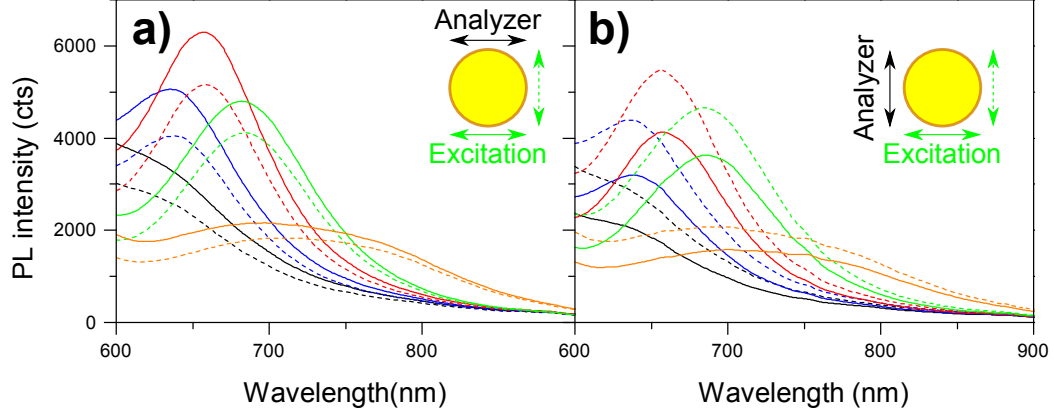 a)
Analyzer
Excitation
b)
Analyzer
Excitation
PL intensity (cts)
6000
4000
2000
0
600
700
800
600
700
800
900
Wavelength(nm)
Wavelength (nm)